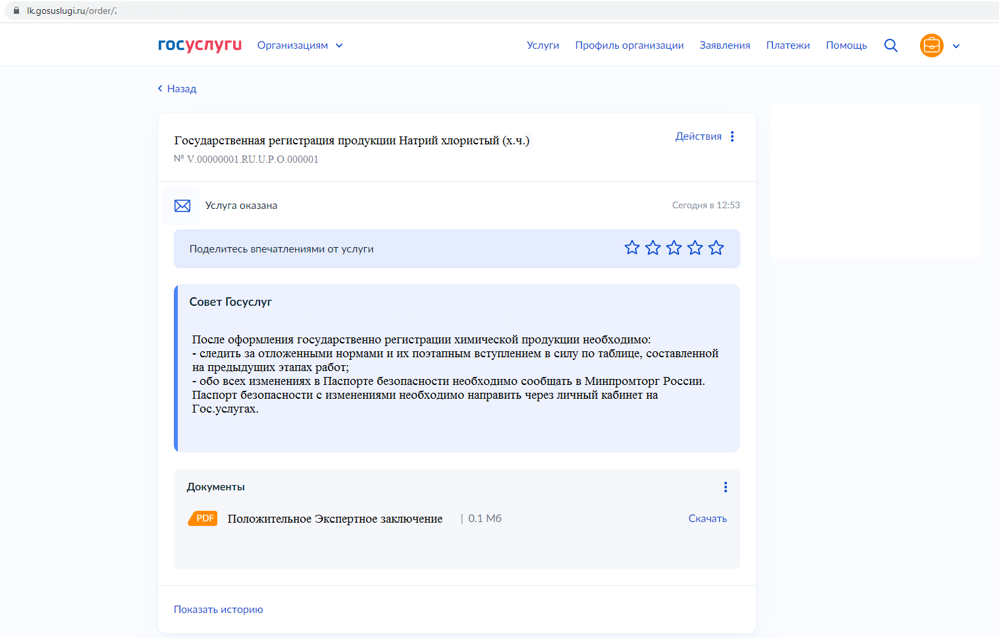 lk.gosuslugi.ru/order/
госуслуги Организациям Услуги Профиль организации Заявления Платежи Помощь
Назад
Государственная регистрация продукции Натрий хлористый (х.ч.)
Действия
№ V.00000001.RU.U.P.O.000001
Услуга оказана
Сегодня в 12:53
Поделитесь впечатлениями от услуги
Совет Госуслуг
После оформления государственно регистрации химической продукции необходимо:
- следить за отложенными нормами и их поэтапным вступлением в силу по таблице, составленной
на предыдущих этапах работ;
- обо всех изменениях в Паспорте безопасности необходимо сообщать в Минпромторг России.
Паспорт безопасности с изменениями необходимо направить через личный кабинет на
Гос.услугах.
Документы
PDF Положительное Экспертное заключение | 0.1 Мб
Скачать
Показать историю